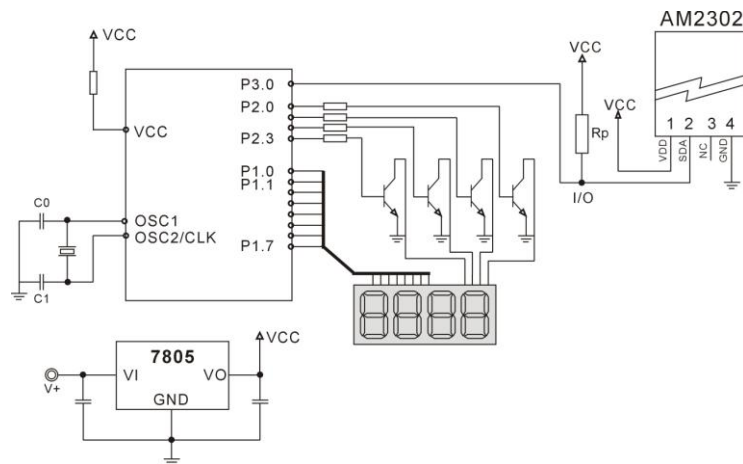 AM2302
VCC
VCC
P3.0
VCC
P2.0
VCC
Rp
1 2 3 4
P2.3
VDD
SDA
NC
GND
P1.0
P1.1
I/O
C0
OSC1
OSC2/CLK
P1.7
C1
7805
VCC
VI
VO
V+
GND